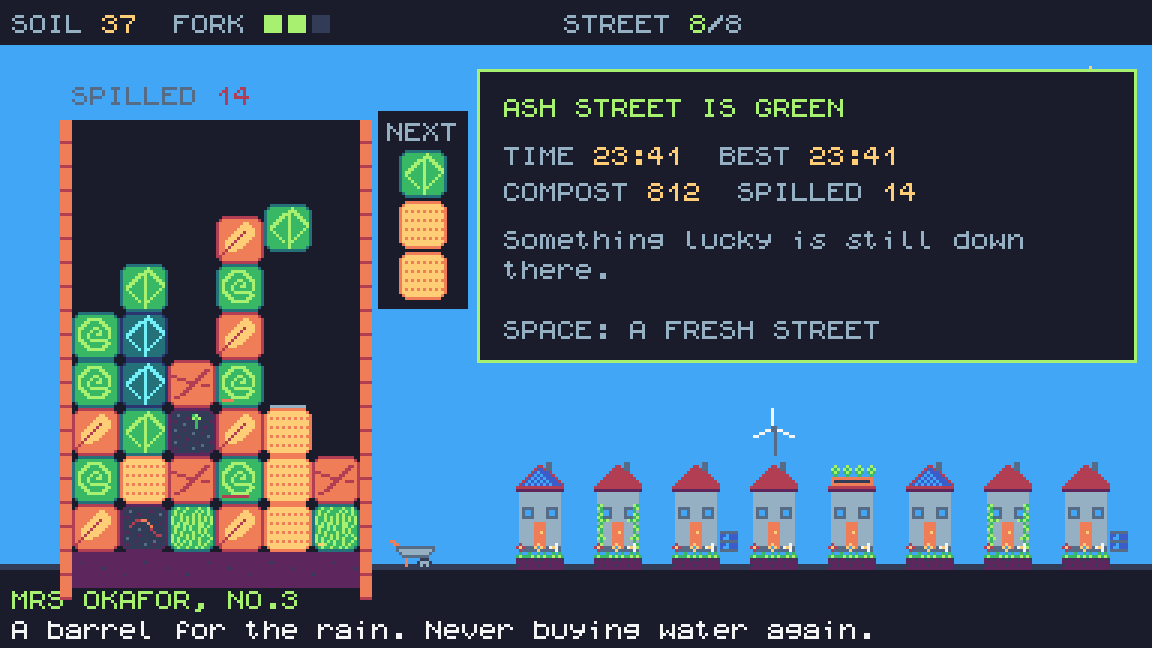 SOIL 37 FORK STREET 8/8
SPILLED 14
NEXT
ASH STREET IS GREEN
TIME 23:41 BEST 23:41
COMPOST 812 SPILLED 14
Something lucky is still down
there.
SPACE: A FRESH STREET
MRS OKAFOR, NO.3
A barrel for the rain. Never buying water again.